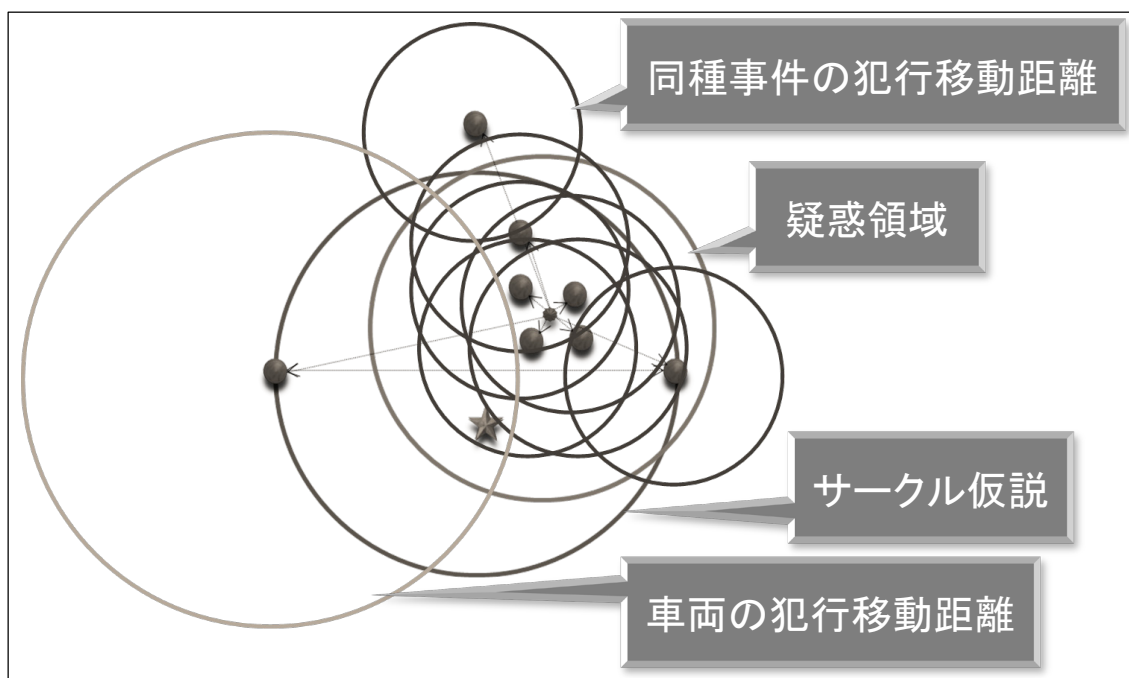 同種事件の犯行移動距離
疑惑領域
サークル仮説
車両の犯行移動距離